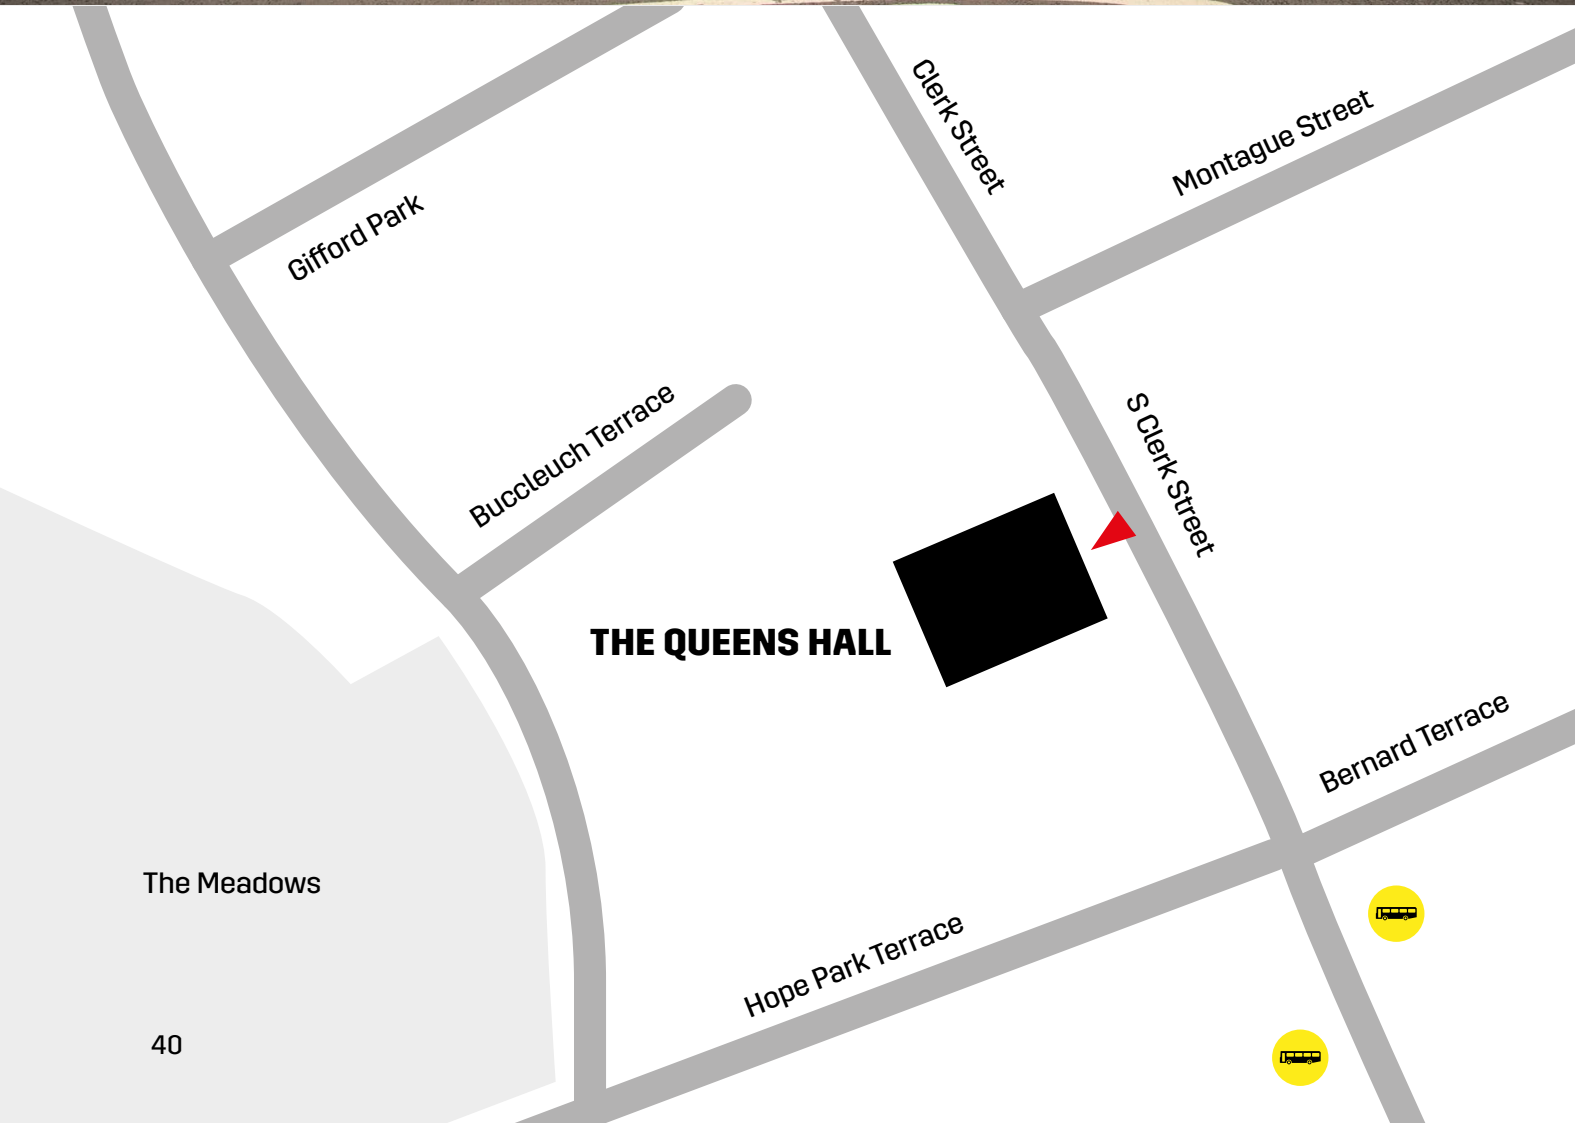 Clerk Street
Montague Street
Gifford Park
Buccleuch Terrace
S Clerk Street
THE QUEENS HALL
Bernard Terrace
The Meadows
Hope Park Terrace
40